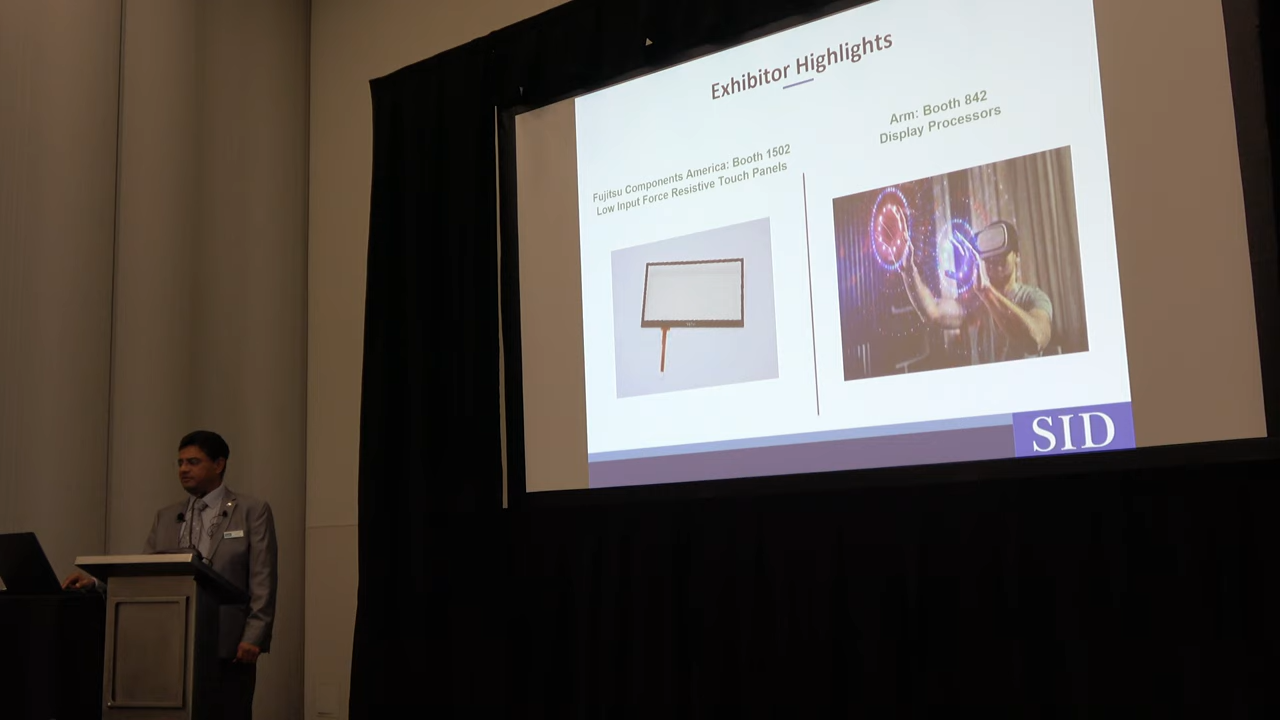 Exhibitor Highlights
Fujitsu Components America: Booth 1502
Low Input Force Resistive Touch Panels
Arm: Booth 842
Display Processors
SID